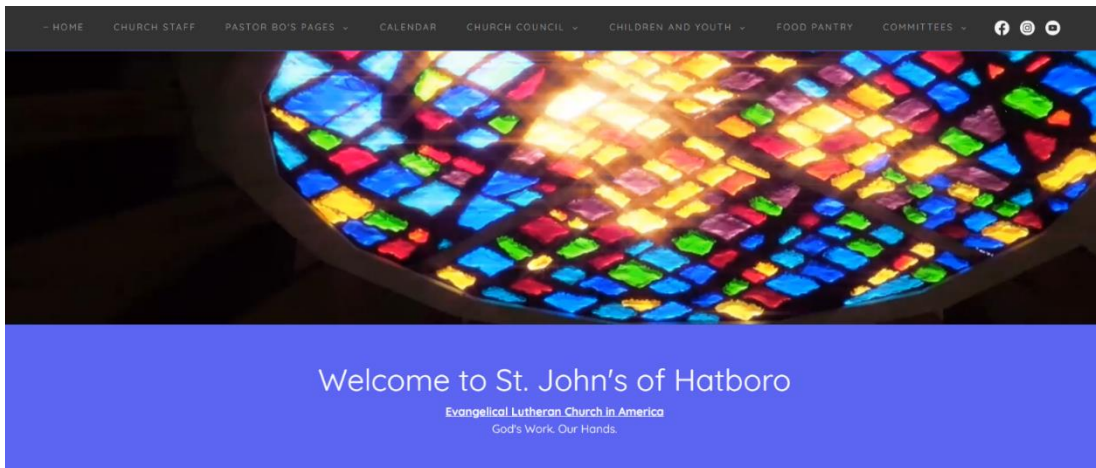 – HOME CHURCH STAFF PASTOR BO'S PAGES CALENDAR CHURCH COUNCIL CHILDREN AND YOUTH FOOD PANTRY COMMITTEES
Welcome to St. John's of Hatboro
Evangelical Lutheran Church in America
God's Work. Our Hands.